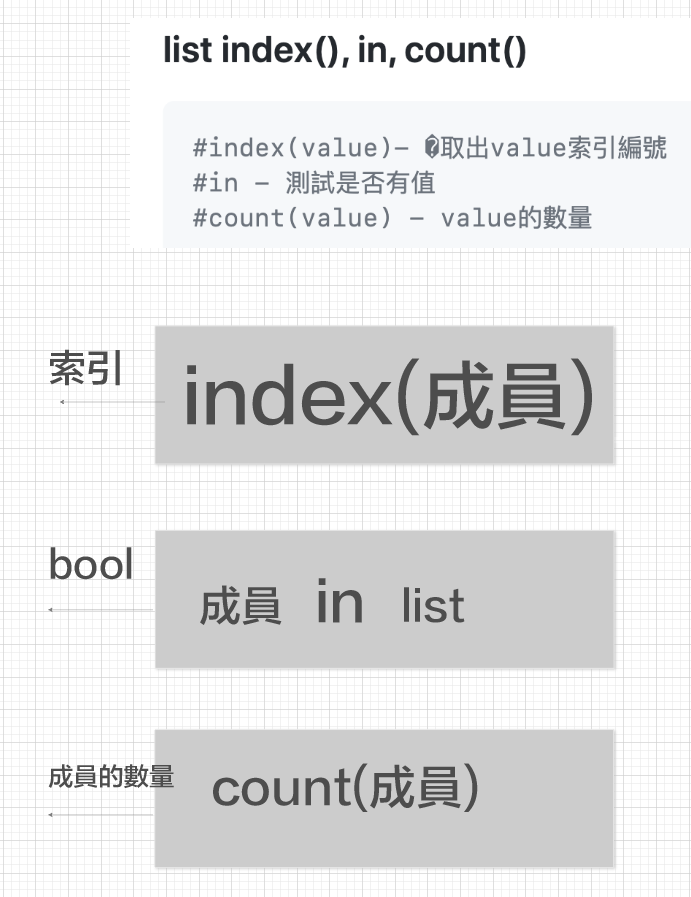 list index(), in, count()
#index(value)– �取出value索引編號
#in – 測試是否有值
#count(value) – value的數量
索引
index(成員)
bool
成員 in list
成員的數量
count(成員)